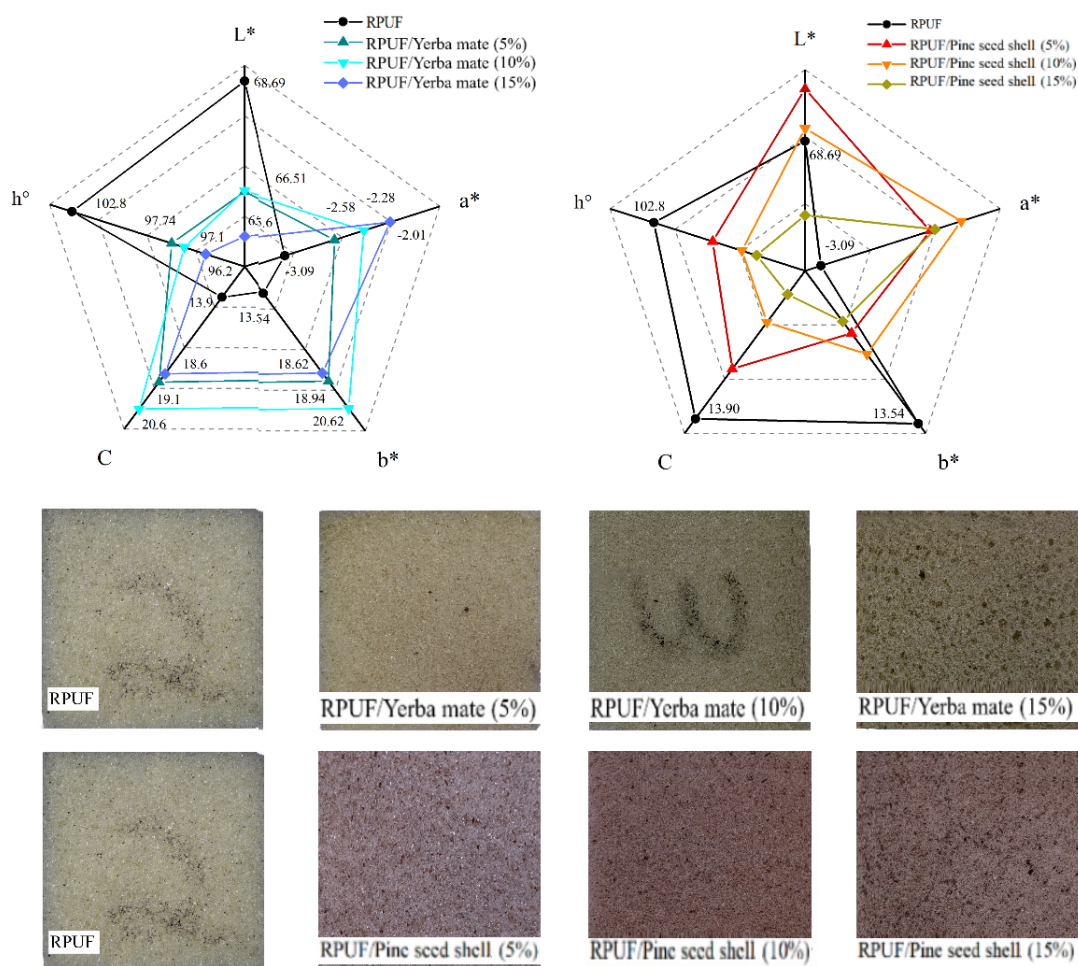 RPUF
RPUF/Yerba mate (5%)
RPUF/Yerba mate (10%)
RPUF/Yerba mate (15%)
L*
68.69
66.51
65.6
h°
102.8
97.74
97.1
96.2
a*
-2.28
-2.58
-2.01
-3.09
13.9
13.54
18.6
18.62
19.1
18.94
20.6
20.62
C
b*
RPUF
RPUF/Pine seed shell (5%)
RPUF/Pine seed shell (10%)
RPUF/Pine seed shell (15%)
L*
68.69
h°
102.8
a*
-3.09
13.90
13.54
C
b*
RPUF
RPUF/Yerba mate (5%)
RPUF/Yerba mate (10%)
RPUF/Yerba mate (15%)
RPUF
RPUF/Pine seed shell (5%)
RPUF/Pine seed shell (10%)
RPUF/Pine seed shell (15%)